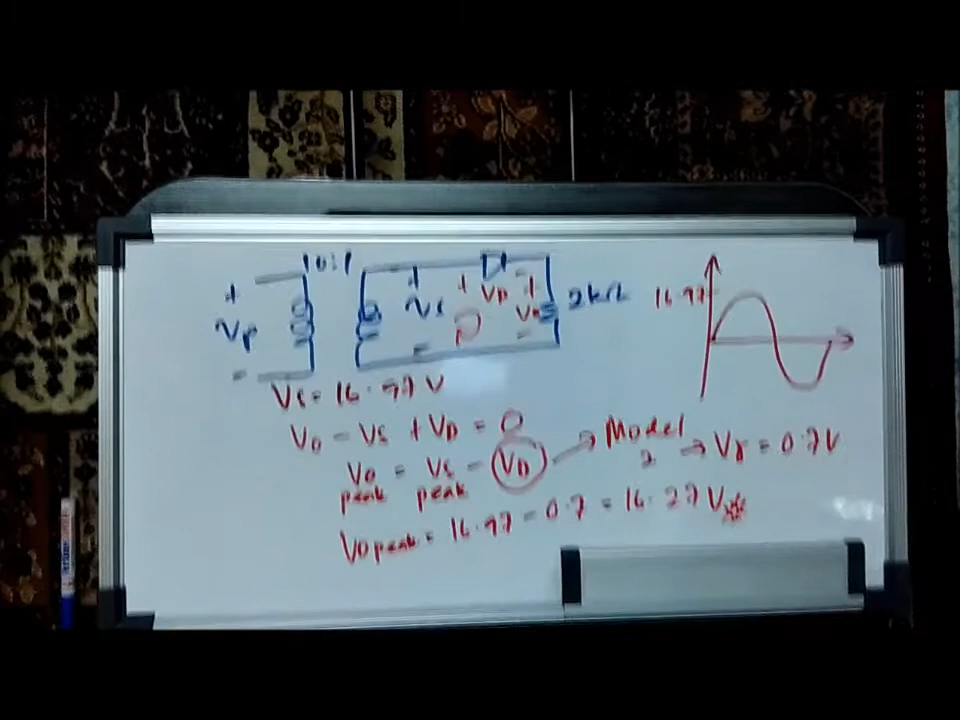 10:1
+ Vp -
+ Vs -
+ VD -
+ Vo -
2kΩ
16.97
Vs = 16.97 V
Vo - Vs + VD = 0
Vo peak = Vs peak - VD → Model 2 → Vγ = 0.7V
Vo peak = 16.97 - 0.7 = 16.27 V